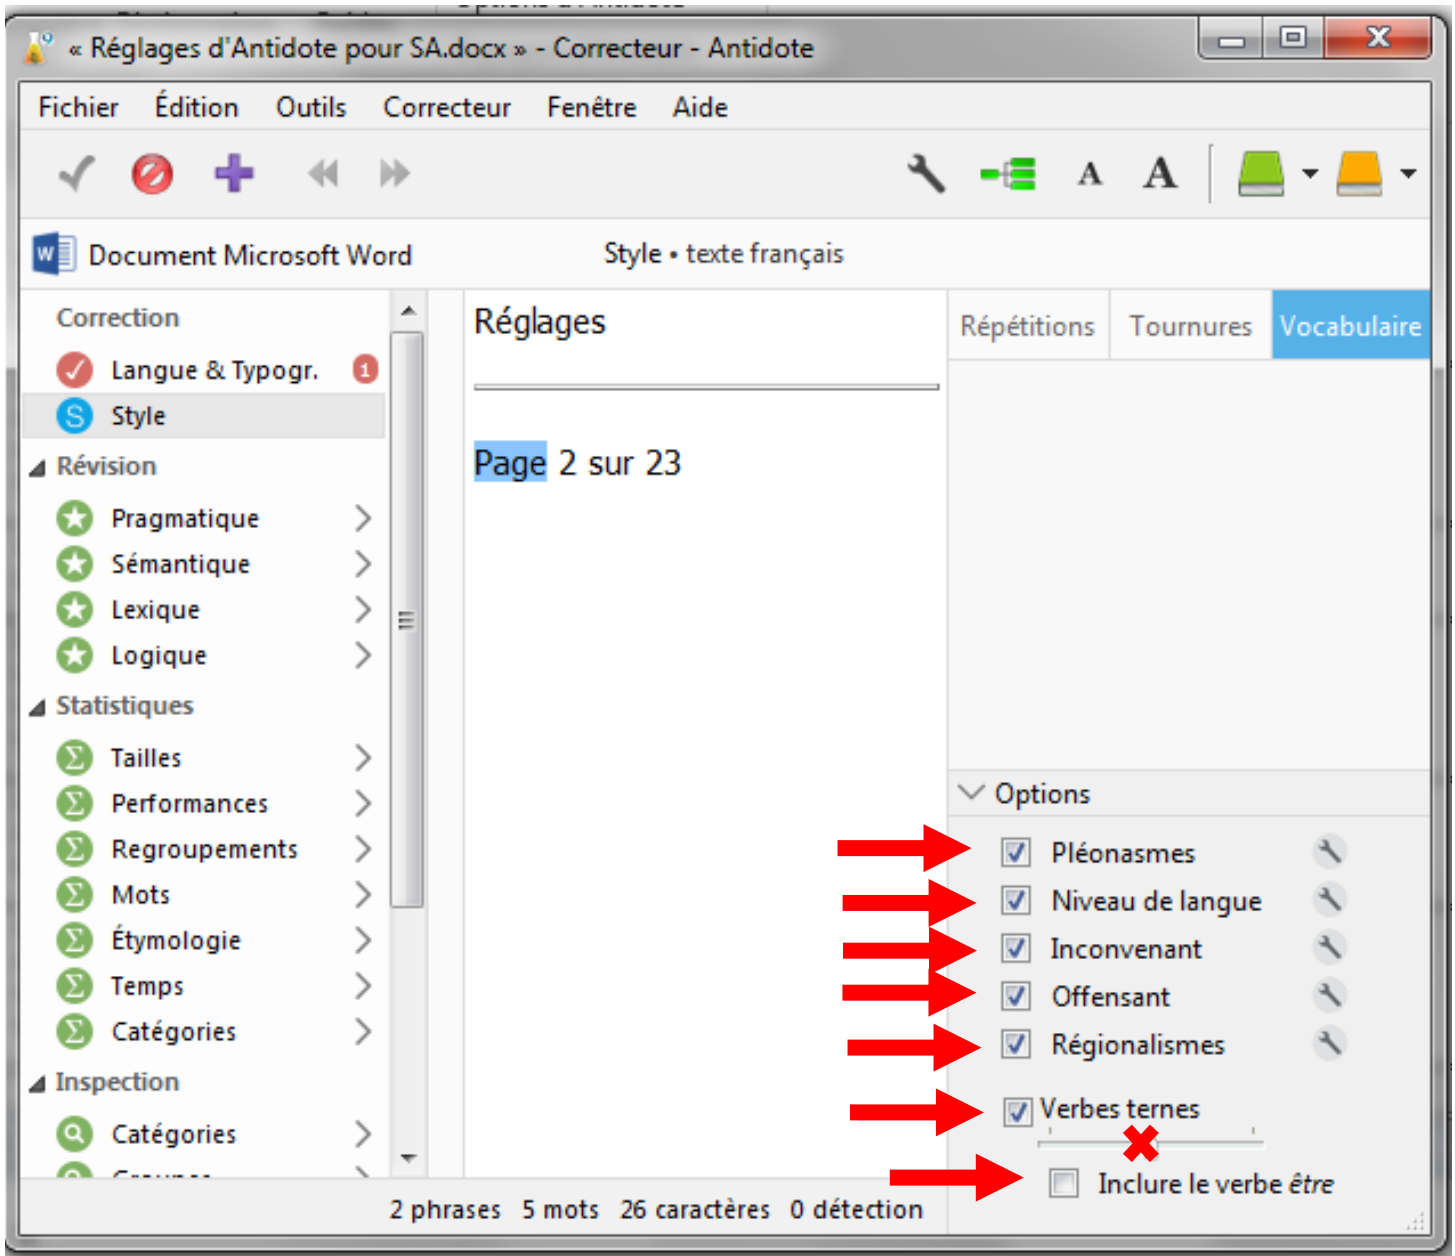 « Réglages d'Antidote pour SA.docx » - Correcteur - Antidote
Fichier Édition Outils Correcteur Fenêtre Aide
A A
Document Microsoft Word Style • texte français
Correction
Langue & Typogr. 1
S Style
Révision
Pragmatique
Sémantique
Lexique
Logique
Statistiques
Σ Tailles
Σ Performances
Σ Regroupements
Σ Mots
Σ Étymologie
Σ Temps
Σ Catégories
Inspection
Catégories
Réglages
Page 2 sur 23
Répétitions Tournures Vocabulaire
Options
Pléonasmes
Niveau de langue
Inconvenant
Offensant
Régionalismes
Verbes ternes
Inclure le verbe être
2 phrases 5 mots 26 caractères 0 détection